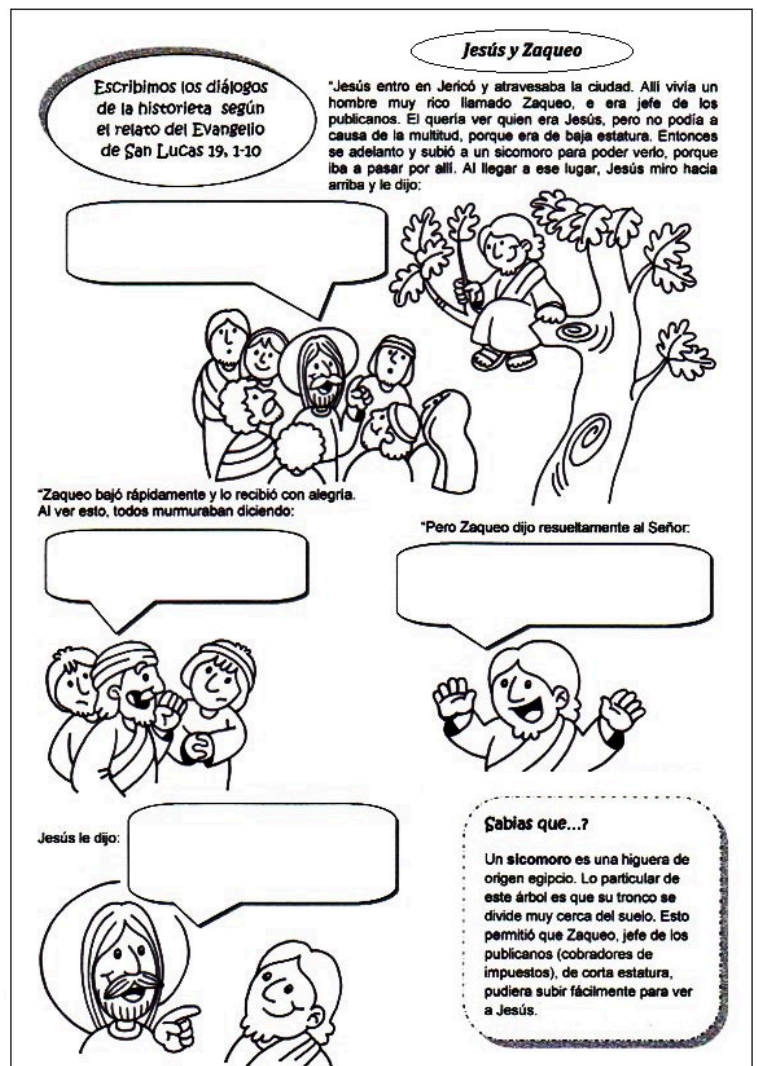 Jesús y Zaqueo
Escribimos los diálogos
de la historieta según
el relato del Evangelio
de San Lucas 19, 1-10
"Jesús entro en Jericó y atravesaba la ciudad. Allí vivía un
hombre muy rico llamado Zaqueo, e era jefe de los
publicanos. El quería ver quien era Jesús, pero no podía a
causa de la multitud, porque era de baja estatura. Entonces
se adelanto y subió a un sicomoro para poder verlo, porque
iba a pasar por allí. Al llegar a ese lugar, Jesús miro hacia
arriba y le dijo:
"Zaqueo bajó rápidamente y lo recibió con alegría.
Al ver esto, todos murmuraban diciendo:
"Pero Zaqueo dijo resueltamente al Señor:
Jesús le dijo:
Sabias que...?
Un sicomoro es una higuera de
origen egipcio. Lo particular de
este árbol es que su tronco se
divide muy cerca del suelo. Esto
permitió que Zaqueo, jefe de los
publicanos (cobradores de
impuestos), de corta estatura,
pudiera subir fácilmente para ver
a Jesús.